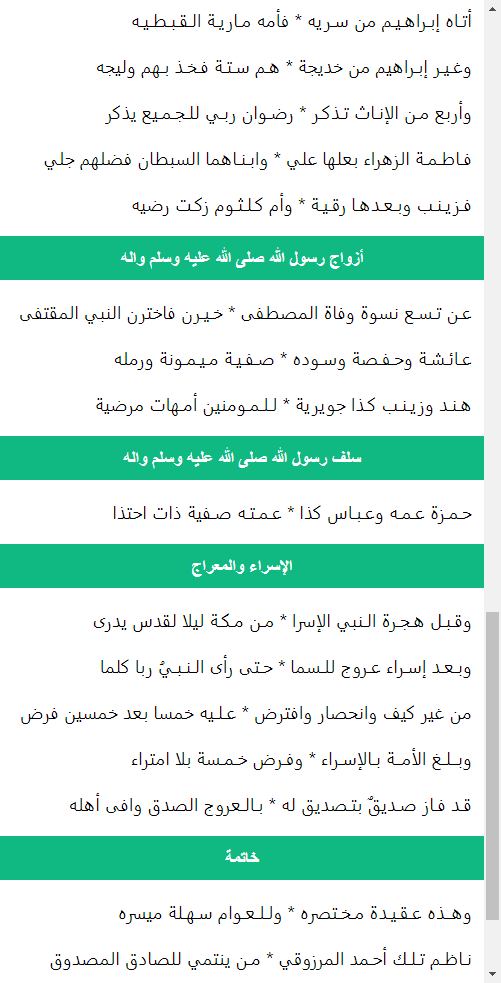 أتاه إبراهيم من سريه * فأمه مارية القبطيه
وغير إبراهيم من خديجة * هم ستة فخذ بهم وليجه
وأربع من الإناث تذكر * رضوان ربي للجميع يذكر
فاطمة الزهراء بعلها علي * وابناهما السبطان فضلهم جلي
فزينب وبعدها رقية * وأم كلثوم زكت رضيه
أزواج رسول الله صلى الله عليه وسلم واله
عن تسع نسوة وفاة المصطفى * خيرن فاخترن النبي المقتفى
عائشة وحفصة وسوده * صفية ميمونة ورمله
هند وزينب كذا جويرية * للمومنين أمهات مرضية
سلف رسول الله صلى الله عليه وسلم واله
حمزة عمه وعباس كذا * عمته صفية ذات احتذا
الإسراء والمعراج
وقبل هجرة النبي الإسرا * من مكة ليلا لقدس يدرى
وبعد إسراء عروج للسما * حتى رأى النبيُ ربا كلما
من غير كيف وانحصار وافترض * عليه خمسا بعد خمسين فرض
وبلغ الأمة بالإسراء * وفرض خمسة بلا امتراء
قد فاز صديقٌ بتصديق له * بالعروج الصدق وافى أهله
خاتمة
وهذه عقيدة مختصره * وللعوام سهلة ميسره
ناظم تلك أحمد المرزوقي * من ينتمي للصادق المصدوق